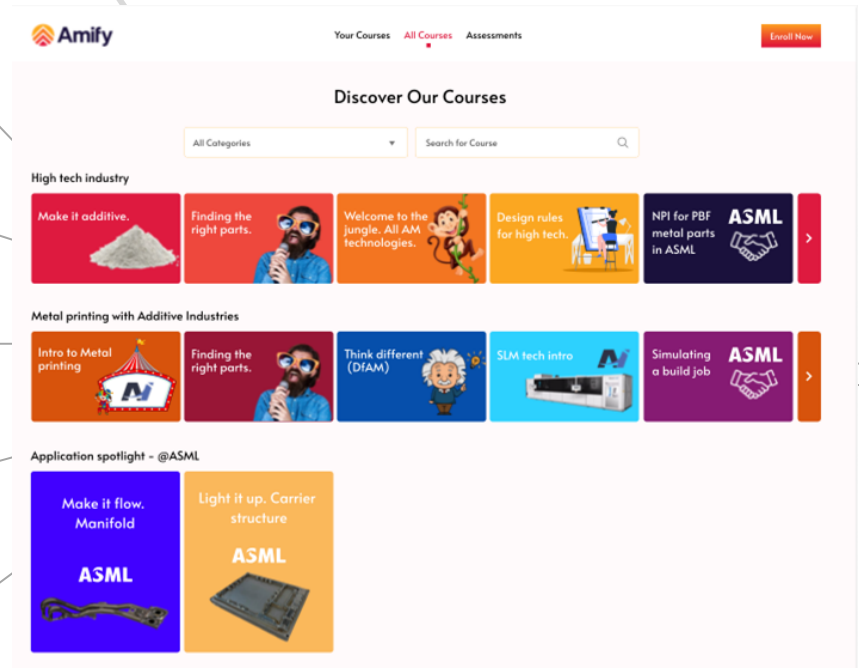 Amify
Your Courses All Courses Assessments
Enroll Now
Discover Our Courses
All Categories
Search for Course
High tech industry
Make it additive.
Finding the
right parts.
Welcome to the
jungle. All AM
technologies.
Design rules
for high tech.
NPI for PBF
metal parts
in ASML
ASML
Metal printing with Additive Industries
Intro to Metal
printing
Finding the
right parts.
Think different
(DfAM)
SLM tech intro
Simulating
a build job
ASML
Application spotlight - @ASML
Make it flow.
Manifold
ASML
Light it up. Carrier
structure
ASML